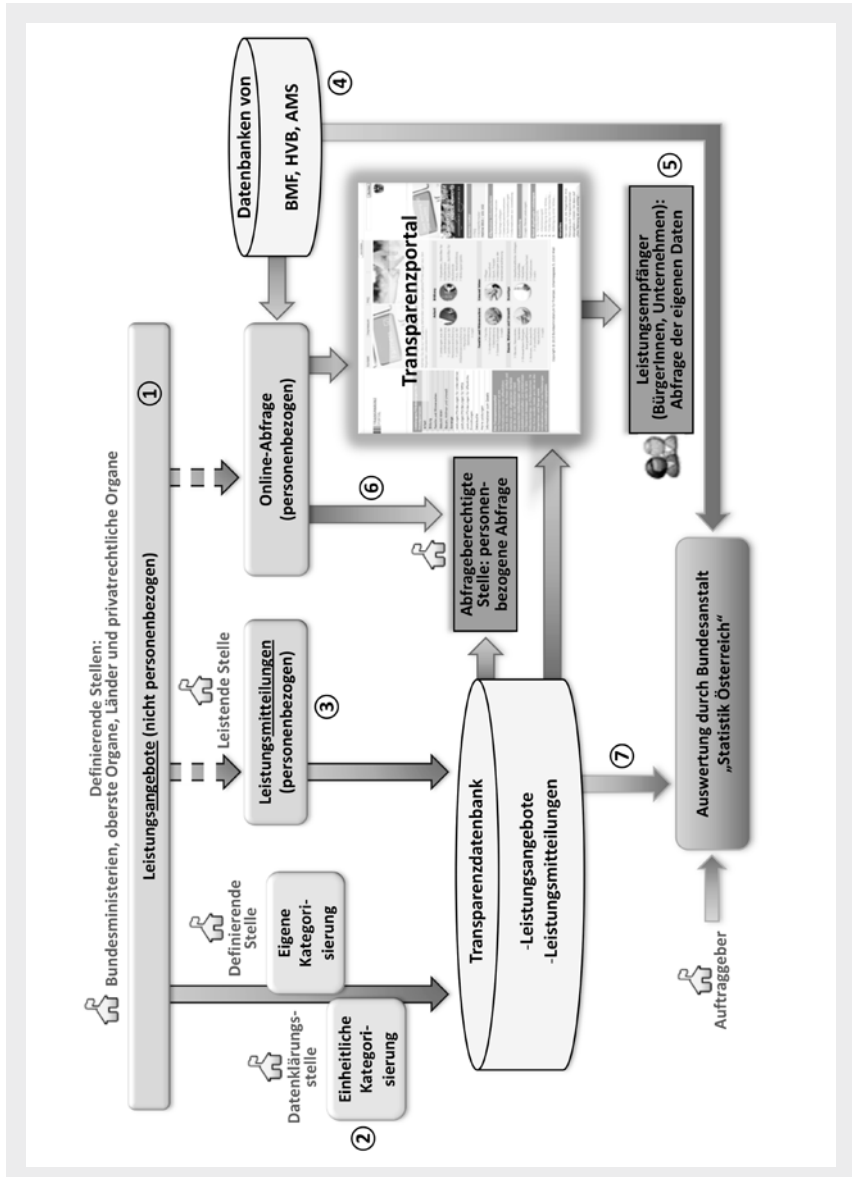 Definierende Stellen:
Bundesministerien, oberste Organe, Länder und privatrechtliche Organe
Leistungsangebote (nicht personenbezogen)
①
Datenklärungs-
stelle
②
Einheitliche
Kategori-
sierung
Definierende
Stelle
Eigene
Kategori-
sierung
Leistende Stelle
Leistungsmitteilungen
(personenbezogen)
③
Online-Abfrage
(personenbezogen)
Datenbanken von
BMF, HVB, AMS
④
⑥
Transparenzportal
Abfrageberechtigte
Stelle: personen-
bezogene Abfrage
Transparenzdatenbank
-Leistungsangebote
-Leistungsmitteilungen
Leistungsempfänger
(BürgerInnen, Unternehmen):
Abfrage der eigenen Daten
⑤
⑦
Auftraggeber
Auswertung durch Bundesanstalt
„Statistik Österreich“